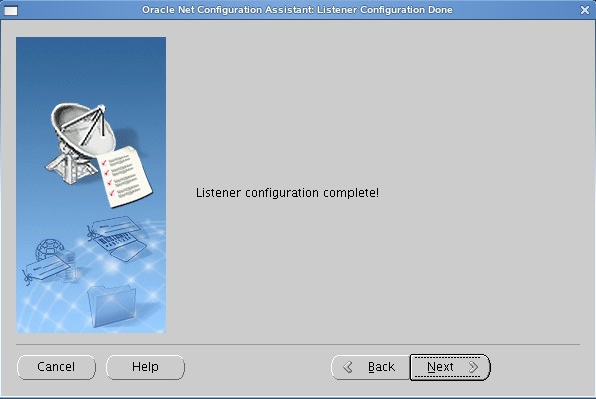 Oracle Net Configuration Assistant: Listener Configuration Done
Listener configuration complete!
Cancel
Help
Back
Next